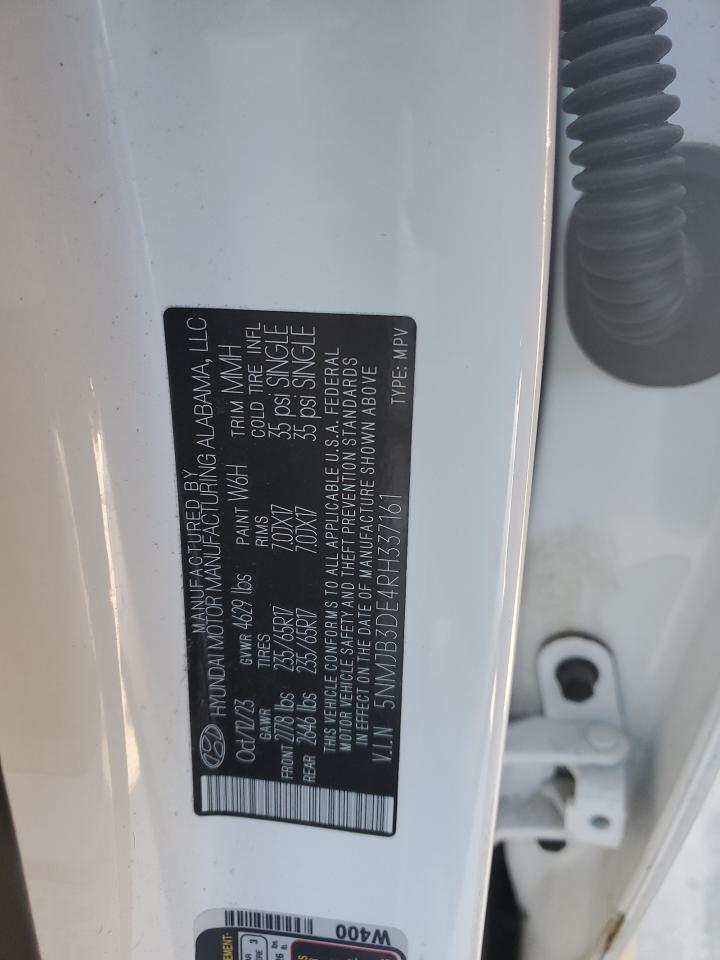 MANUFACTURED BY
HYUNDAI MOTOR MANUFACTURING ALABAMA, LLC
Oct/12/23 GVWR 4629 lbs PAINT W6H TRIM MMH
GAWR TIRES RIMS COLD TIRE INFL
FRONT 2778 lbs 235/65R17 7.0JX17 35 psi SINGLE
REAR 2646 lbs 235/65R17 7.0JX17 35 psi SINGLE
THIS VEHICLE CONFORMS TO ALL APPLICABLE U.S.A. FEDERAL
MOTOR VEHICLE SAFETY AND THEFT PREVENTION STANDARDS
IN EFFECT ON THE DATE OF MANUFACTURE SHOWN ABOVE
V.I.N 5NMJB3DE4RH337161 TYPE: MPV
W400